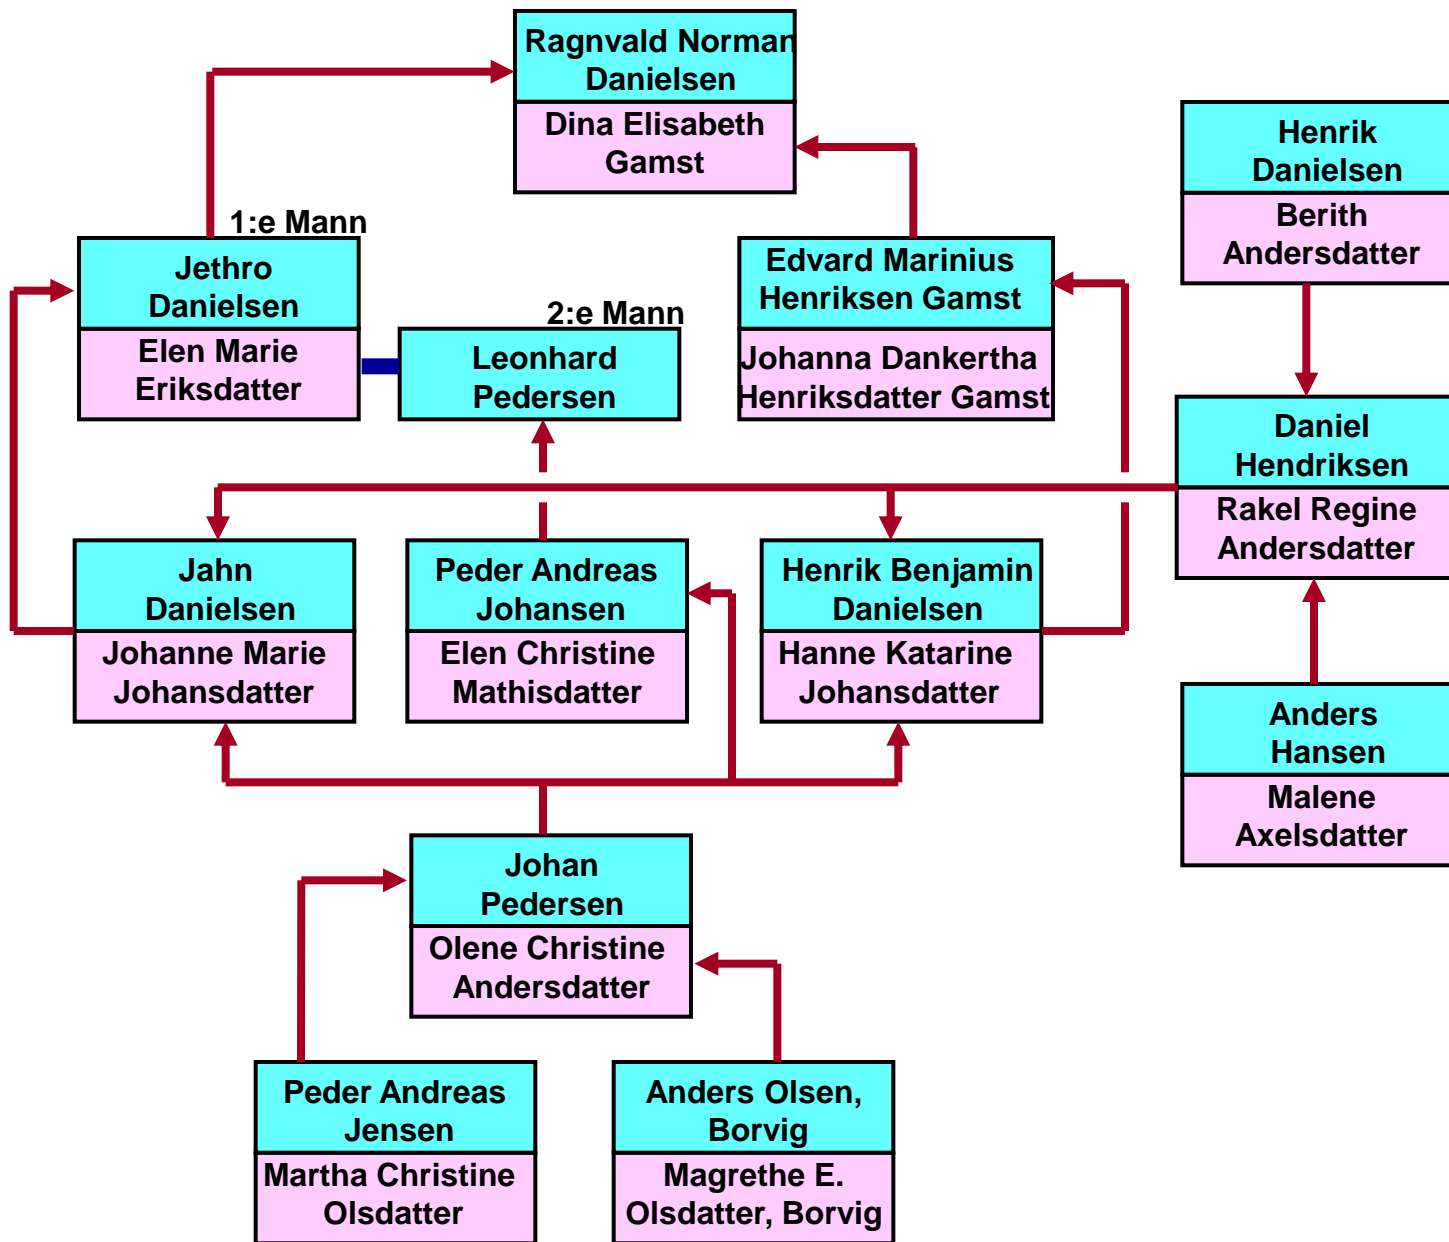 Ragnvald Norman
Danielsen
Dina Elisabeth
Gamst
Henrik
Danielsen
Berith
Andersdatter
1:e Mann
Jethro
Danielsen
Elen Marie
Eriksdatter
2:e Mann
Leonhard
Pedersen
Edvard Marinius
Henriksen Gamst
Johanna Dankertha
Henriksdatter Gamst
Daniel
Hendriksen
Rakel Regine
Andersdatter
Jahn
Danielsen
Johanne Marie
Johansdatter
Peder Andreas
Johansen
Elen Christine
Mathisdatter
Henrik Benjamin
Danielsen
Hanne Katarine
Johansdatter
Anders
Hansen
Malene
Axelsdatter
Johan
Pedersen
Olene Christine
Andersdatter
Peder Andreas
Jensen
Martha Christine
Olsdatter
Anders Olsen,
Borvig
Magrethe E.
Olsdatter, Borvig